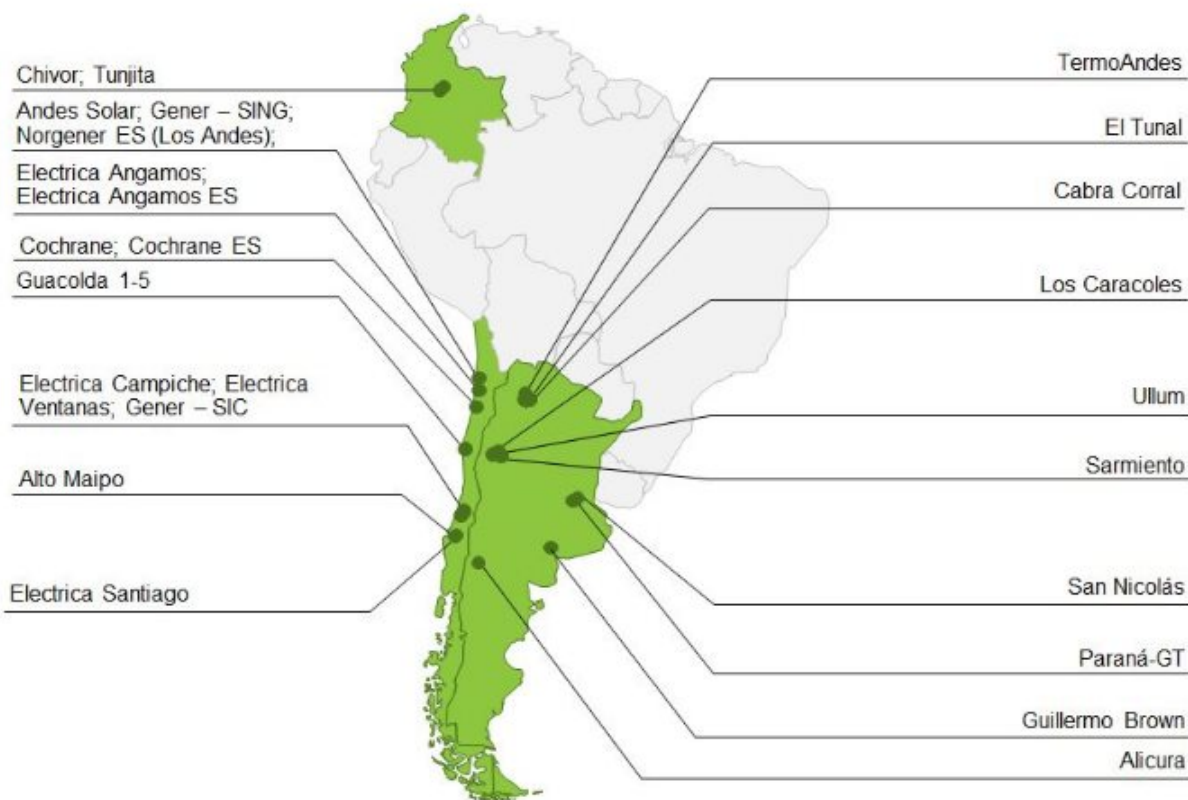 Chivor; Tunjita
Andes Solar; Gener – SING;
Norgener ES (Los Andes);
Electrica Angamos;
Electrica Angamos ES
Cochrane; Cochrane ES
Guacolda 1-5
Electrica Campiche; Electrica
Ventanas; Gener – SIC
Alto Maipo
Electrica Santiago
TermoAndes
El Tunal
Cabra Corral
Los Caracoles
Ullum
Sarmiento
San Nicolás
Paraná-GT
Guillermo Brown
Alicura